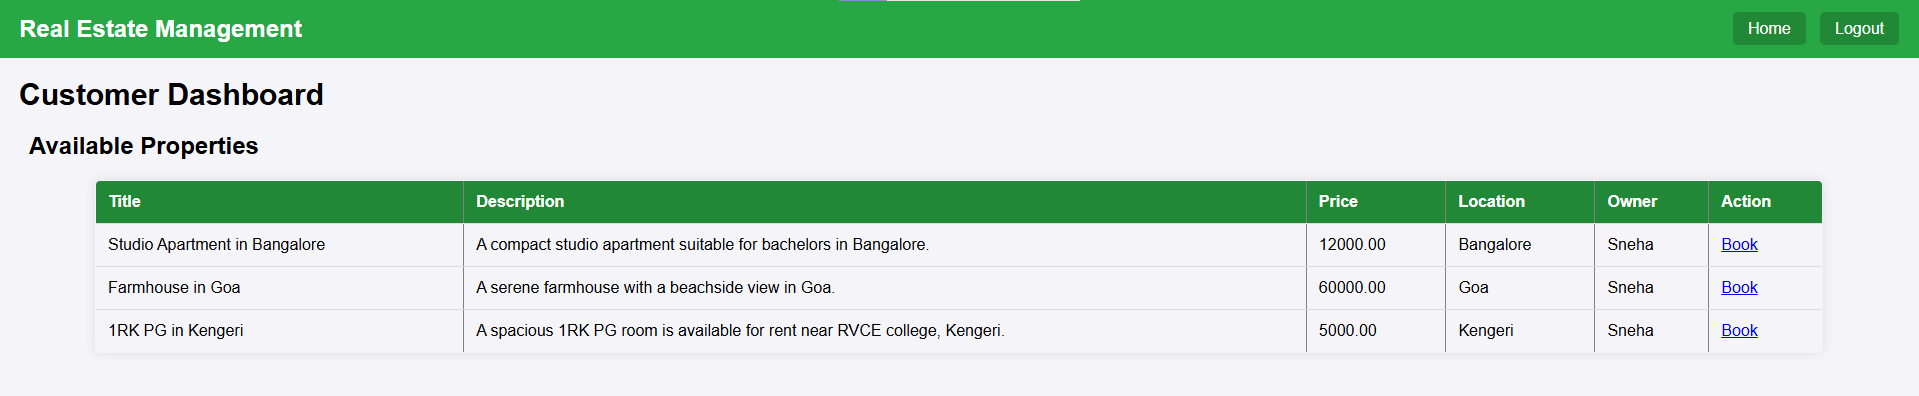 Real Estate Management Home Logout
Customer Dashboard
Available Properties
Title Description Price Location Owner Action
Studio Apartment in Bangalore A compact studio apartment suitable for bachelors in Bangalore. 12000.00 Bangalore Sneha Book
Farmhouse in Goa A serene farmhouse with a beachside view in Goa. 60000.00 Goa Sneha Book
1RK PG in Kengeri A spacious 1RK PG room is available for rent near RVCE college, Kengeri. 5000.00 Kengeri Sneha Book